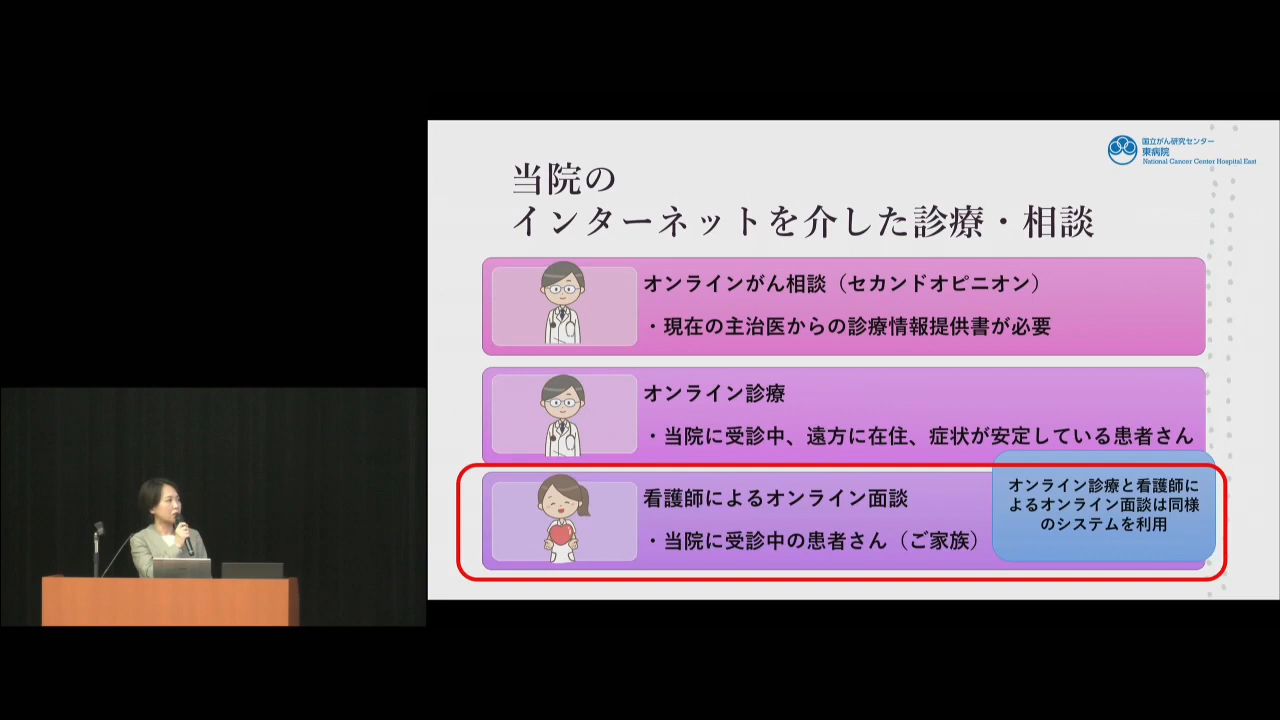 国立がん研究センター
東病院
National Cancer Center Hospital East
当院の
インターネットを介した診療・相談
オンラインがん相談（セカンドオピニオン）
・現在の主治医からの診療情報提供書が必要
オンライン診療
・当院に受診中、遠方に在住、症状が安定している患者さん
看護師によるオンライン面談
・当院に受診中の患者さん（ご家族）
オンライン診療と看護師に
よるオンライン面談は同様
のシステムを利用